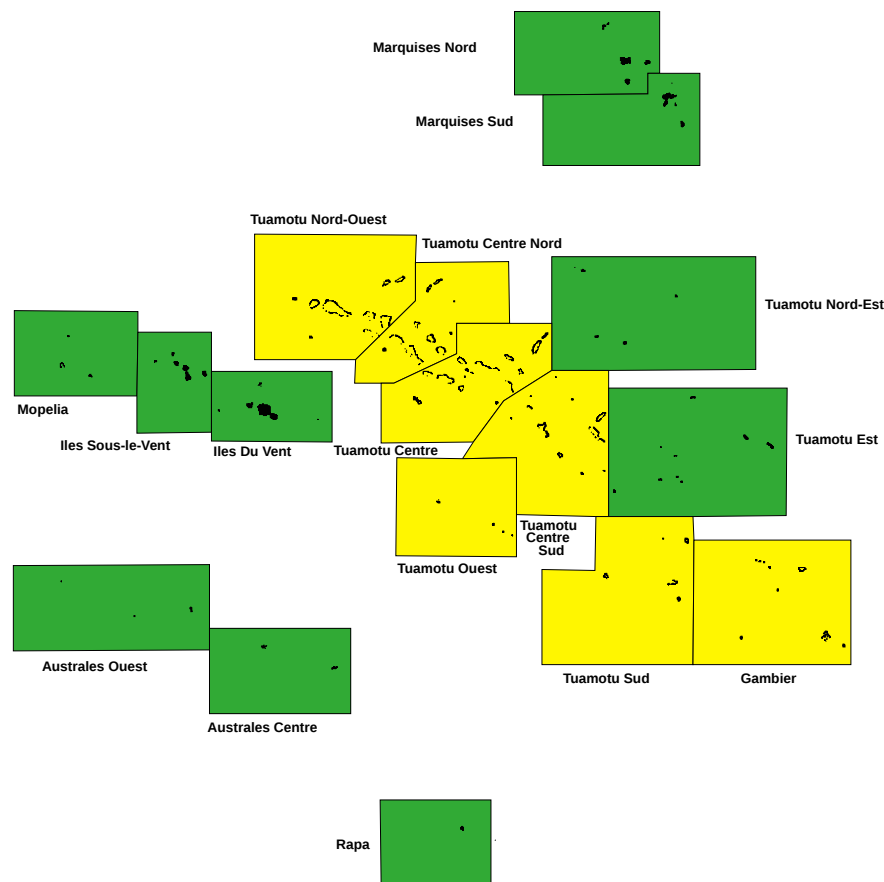 Marquises Nord
Marquises Sud
Tuamotu Nord-Ouest
Tuamotu Centre Nord
Tuamotu Nord-Est
Mopelia
Iles Sous-le-Vent
Iles Du Vent
Tuamotu Centre
Tuamotu Est
Tuamotu
Centre
Sud
Tuamotu Ouest
Australes Ouest
Tuamotu Sud
Gambier
Australes Centre
Rapa